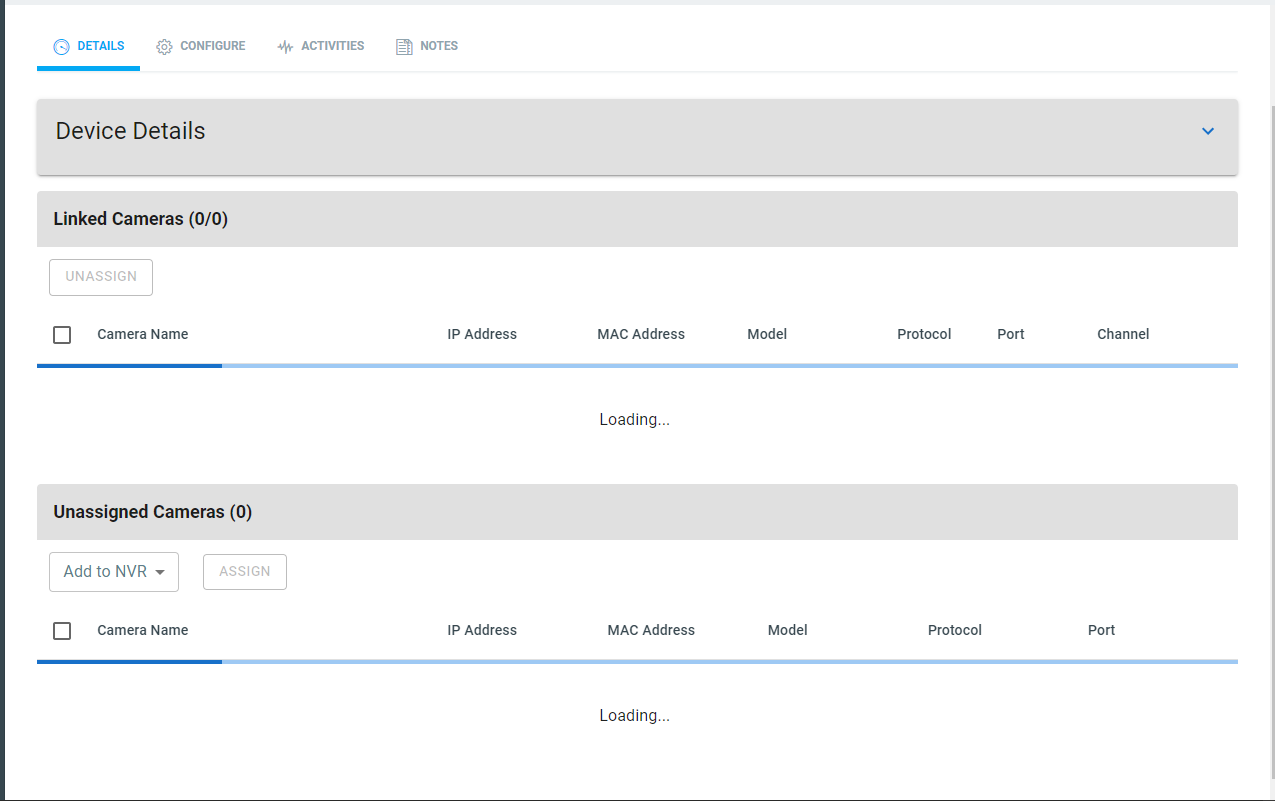 DETAILS CONFIGURE ACTIVITIES NOTES
Device Details
Linked Cameras (0/0)
UNASSIGN
Camera Name IP Address MAC Address Model Protocol Port Channel
Loading...
Unassigned Cameras (0)
Add to NVR ASSIGN
Camera Name IP Address MAC Address Model Protocol Port
Loading...